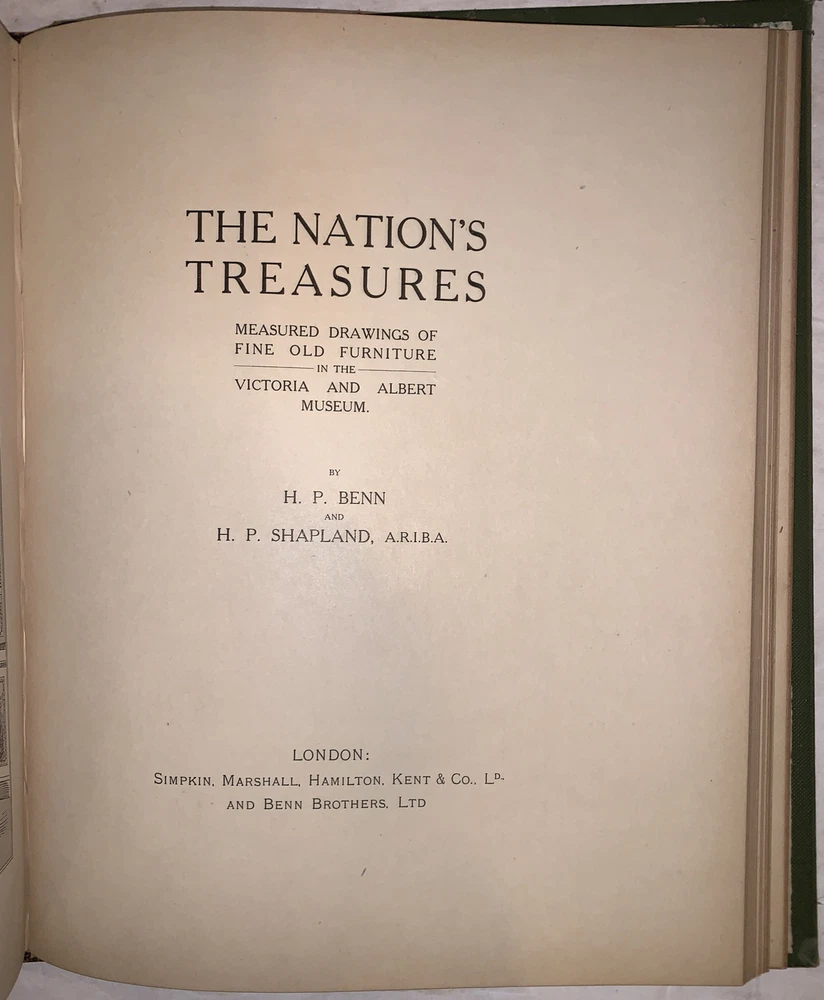 THE NATION'S
TREASURES
MEASURED DRAWINGS OF
FINE OLD FURNITURE
IN THE
VICTORIA AND ALBERT
MUSEUM.
BY
H. P. BENN
AND
H. P. SHAPLAND, A.R.I.B.A.
LONDON:
SIMPKIN, MARSHALL, HAMILTON, KENT & CO., LD.,
AND BENN BROTHERS, LTD